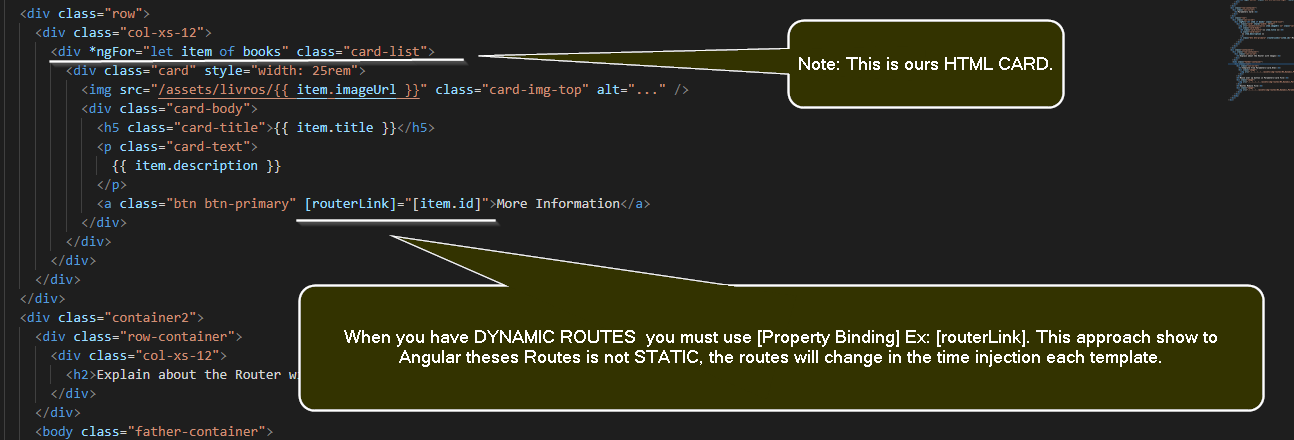 <div class="row">
<div class="col-xs-12">
<div *ngFor="let item of books" class="card-list">
<div class="card" style="width: 25rem">
<img src="/assets/livros/{{ item.imageUrl }}" class="card-img-top" alt="..." />
<div class="card-body">
<h5 class="card-title">{{ item.title }}</h5>
<p class="card-text">
{{ item.description }}
</p>
<a class="btn btn-primary" [routerLink]="[item.id]">More Information</a>
</div>
</div>
</div>
</div>
</div>
<div class="container2">
<div class="row-container">
<div class="col-xs-12">
<h2>Explain about the Router w
</div>
</div>
<body class="father-container">
Note: This is ours HTML CARD.
When you have DYNAMIC ROUTES you must use [Property Binding] Ex: [routerLink]. This approach show to
Angular theses Routes is not STATIC, the routes will change in the time injection each template.